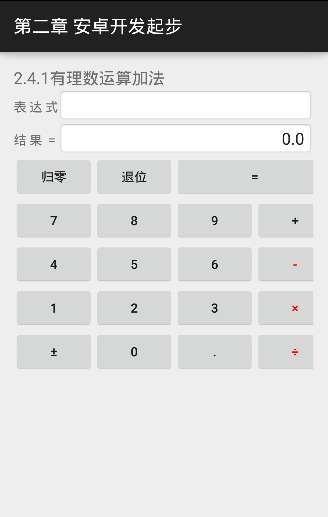 第二章 安卓开发起步
2.4.1有理数运算加法
表 达 式
结 果 = 0.0
归零 退位 =
7 8 9 +
4 5 6 -
1 2 3 ×
± 0 . ÷